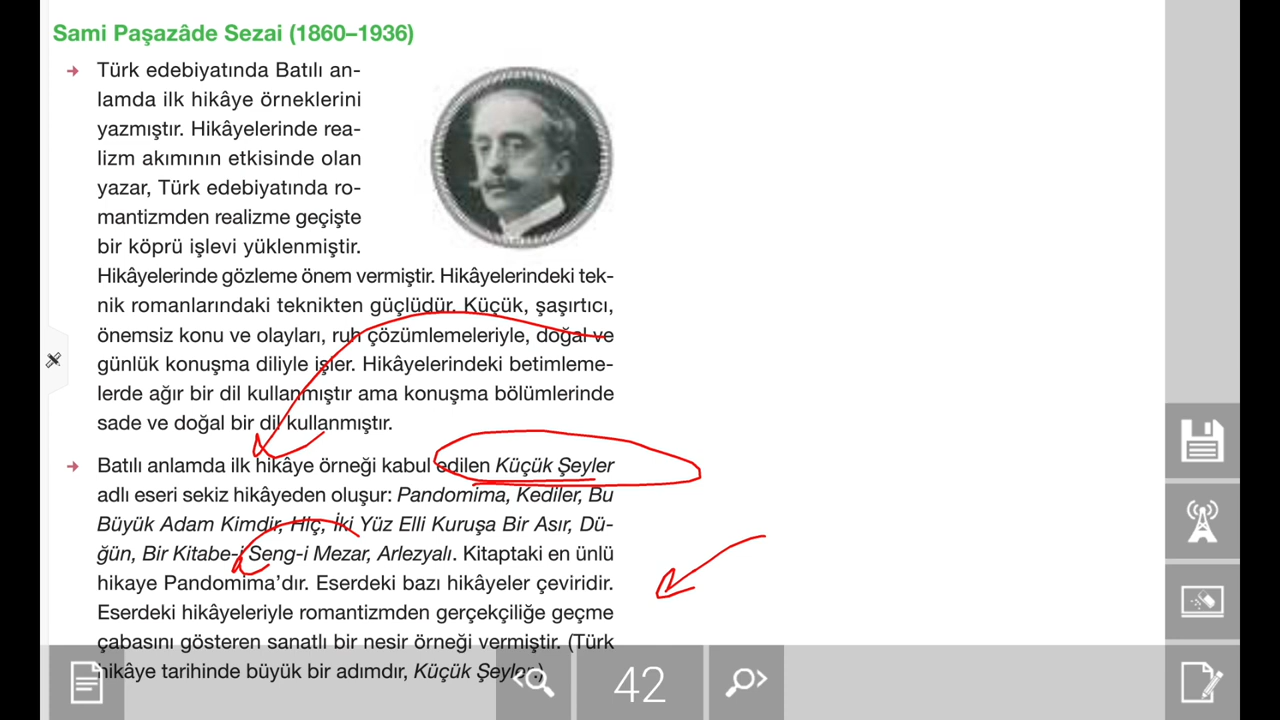 Sami Paşazâde Sezai (1860–1936)
Türk edebiyatında Batılı an-
lamda ilk hikâye örneklerini
yazmıştır. Hikâyelerinde rea-
lizm akımının etkisinde olan
yazar, Türk edebiyatında ro-
mantizmden realizme geçişte
bir köprü işlevi yüklenmiştir.
Hikâyelerinde gözleme önem vermiştir. Hikâyelerindeki tek-
nik romanlarındaki teknikten güçlüdür. Küçük, şaşırtıcı,
önemsiz konu ve olayları, ruh çözümlemeleriyle, doğal ve
günlük konuşma diliyle işler. Hikâyelerindeki betimleme-
lerde ağır bir dil kullanmıştır ama konuşma bölümlerinde
sade ve doğal bir dil kullanmıştır.
Batılı anlamda ilk hikâye örneği kabul edilen Küçük Şeyler
adlı eseri sekiz hikâyeden oluşur: Pandomima, Kediler, Bu
Büyük Adam Kimdir, Hiç, İki Yüz Elli Kuruşa Bir Asır, Dü-
ğün, Bir Kitabe-i Seng-i Mezar, Arlezyalı. Kitaptaki en ünlü
hikaye Pandomima’dır. Eserdeki bazı hikâyeler çeviridir.
Eserdeki hikâyeleriyle romantizmden gerçekçiliğe geçme
çabasını gösteren sanatlı bir nesir örneği vermiştir. (Türk
hikâye tarihinde büyük bir adımdır, Küçük Şeyler.)
42